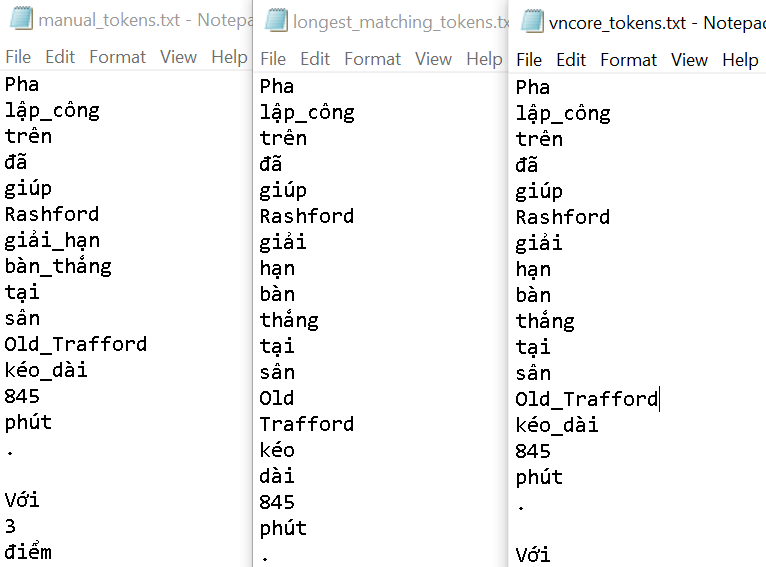 manual_tokens.txt - Notepa
File Edit Format View Help
Pha
lập_công
trên
đã
giúp
Rashford
giải_hạn
bàn_thắng
tại
sân
Old_Trafford
kéo_dài
845
phút
.
Với
3
điểm
longest_matching_tokens.tx
File Edit Format View Help
Pha
lập_công
trên
đã
giúp
Rashford
giải
hạn
bàn
thắng
tại
sân
Old
Trafford
kéo
dài
845
phút
.
vncore_tokens.txt - Notepad
File Edit Format View Help
Pha
lập_công
trên
đã
giúp
Rashford
giải
hạn
bàn
thắng
tại
sân
Old_Trafford
kéo_dài
845
phút
.
Với